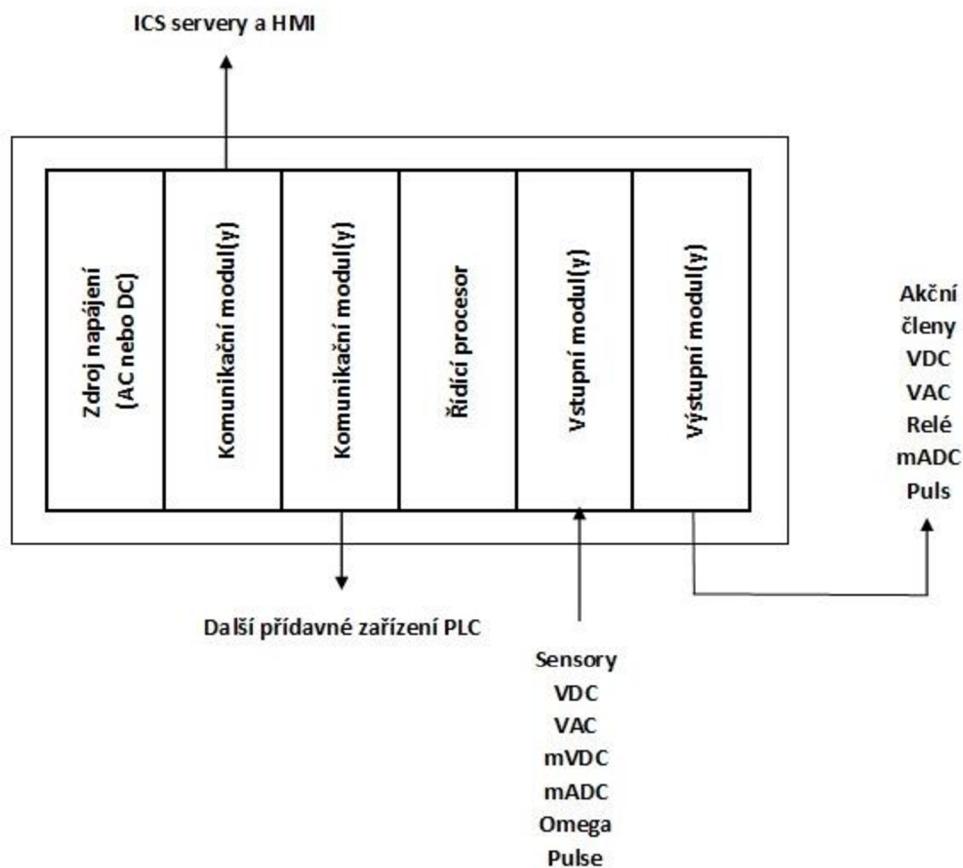 ICS servery a HMI
Zdroj napájení
(AC nebo DC)
Komunikační modul(y)
Komunikační modul(y)
Řídící procesor
Vstupní modul(y)
Výstupní modul(y)
Akční
členy
VDC
VAC
Relé
mADC
Puls
Další přídavné zařízení PLC
Sensory
VDC
VAC
mVDC
mADC
Omega
Pulse